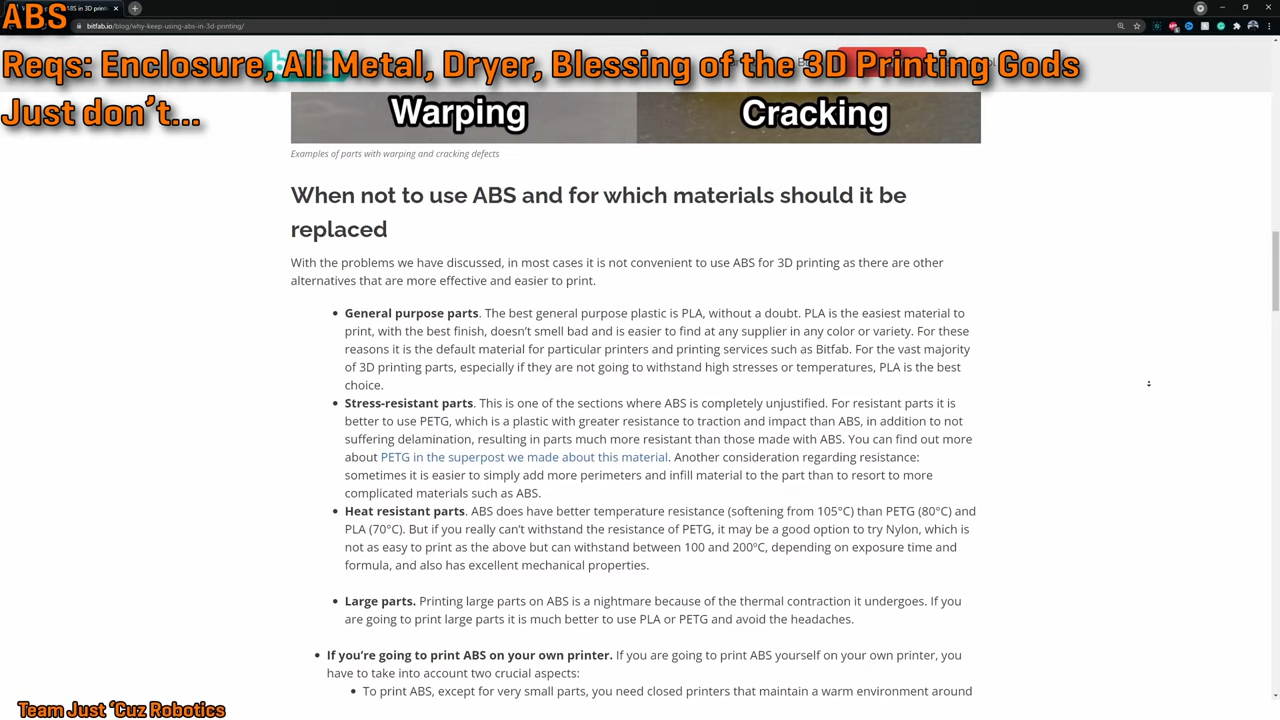 ABS in 3D printi
bitfab.io/blog/why-keep-using-abs-in-3d-printing/
ABS
Reqs: Enclosure, All Metal, Dryer, Blessing of the 3D Printing Gods
Just don’t...
Warping
Cracking
Examples of parts with warping and cracking defects
When not to use ABS and for which materials should it be
replaced
With the problems we have discussed, in most cases it is not convenient to use ABS for 3D printing as there are other
alternatives that are more effective and easier to print.
• General purpose parts. The best general purpose plastic is PLA, without a doubt. PLA is the easiest material to
print, with the best finish, doesn’t smell bad and is easier to find at any supplier in any color or variety. For these
reasons it is the default material for particular printers and printing services such as Bitfab. For the vast majority
of 3D printing parts, especially if they are not going to withstand high stresses or temperatures, PLA is the best
choice.
• Stress-resistant parts. This is one of the sections where ABS is completely unjustified. For resistant parts it is
better to use PETG, which is a plastic with greater resistance to traction and impact than ABS, in addition to not
suffering delamination, resulting in parts much more resistant than those made with ABS. You can find out more
about PETG in the superpost we made about this material. Another consideration regarding resistance:
sometimes it is easier to simply add more perimeters and infill material to the part than to resort to more
complicated materials such as ABS.
• Heat resistant parts. ABS does have better temperature resistance (softening from 105°C) than PETG (80°C) and
PLA (70°C). But if you really can’t withstand the resistance of PETG, it may be a good option to try Nylon, which is
not as easy to print as the above but can withstand between 100 and 200ºC, depending on exposure time and
formula, and also has excellent mechanical properties.
• Large parts. Printing large parts on ABS is a nightmare because of the thermal contraction it undergoes. If you
are going to print large parts it is much better to use PLA or PETG and avoid the headaches.
• If you’re going to print ABS on your own printer. If you are going to print ABS yourself on your own printer, you
have to take into account two crucial aspects:
• To print ABS, except for very small parts, you need closed printers that maintain a warm environment around
Team Just ‘Cuz Robotics